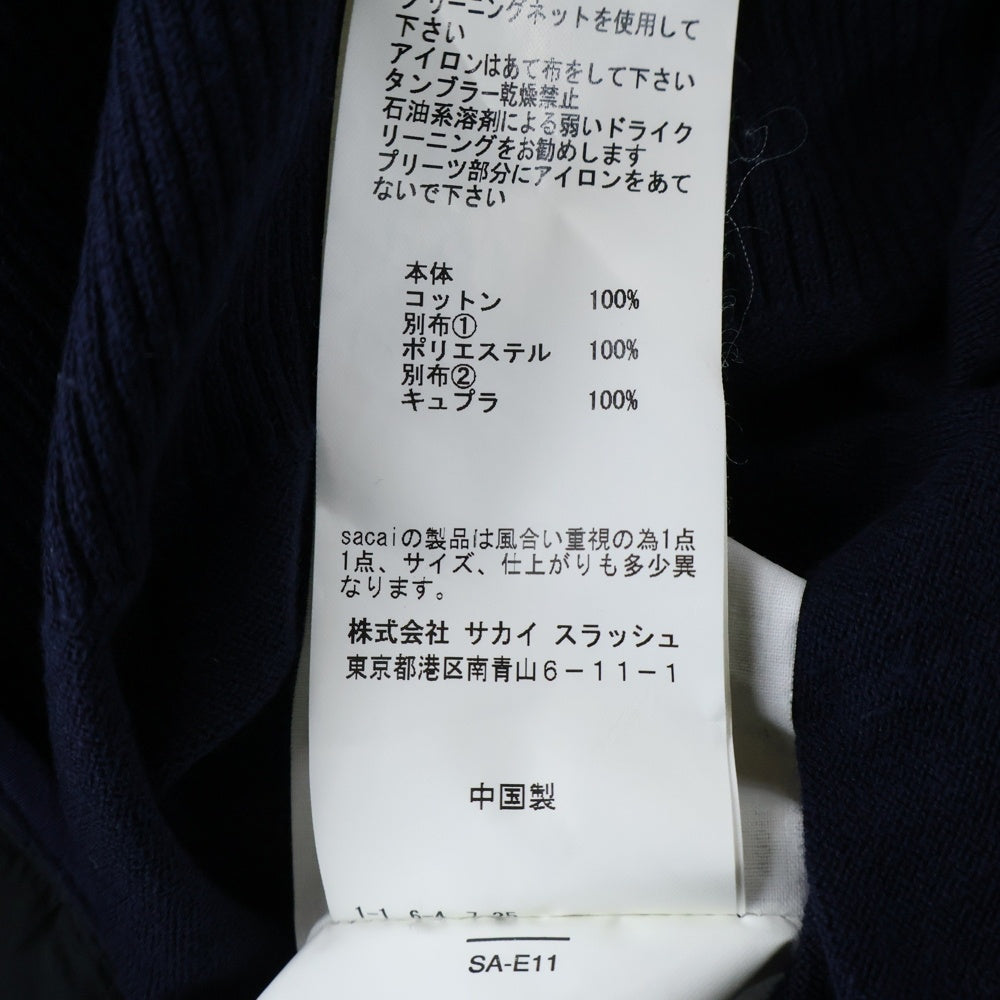 クリーニングネットを使用して
下さい
アイロンはあて布をして下さい
タンブラー乾燥禁止
石油系溶剤による弱いドライク
リーニングをお勧めします
プリーツ部分にアイロンをあて
ないで下さい
本体
コットン 100%
別布①
ポリエステル 100%
別布②
キュプラ 100%
sacaiの製品は風合い重視の為1点
1点、サイズ、仕上がりも多少異
なります。
株式会社 サカイ スラッシュ
東京都港区南青山6-11-1
中国製
SA-E11